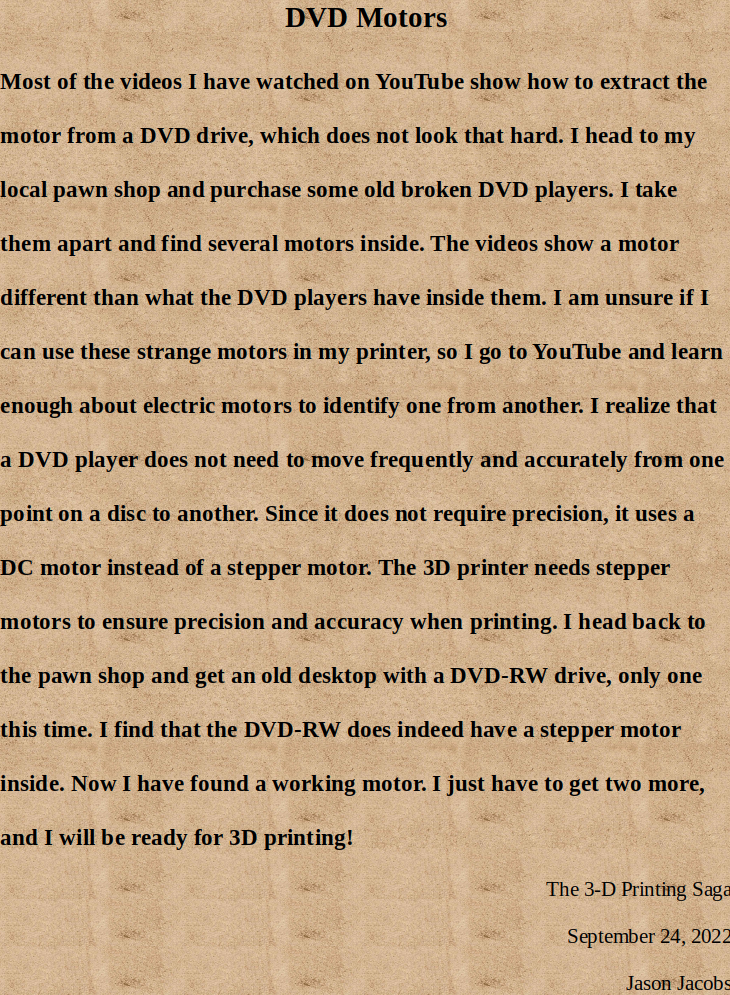 DVD Motors
Most of the videos I have watched on YouTube show how to extract the
motor from a DVD drive, which does not look that hard. I head to my
local pawn shop and purchase some old broken DVD players. I take
them apart and find several motors inside. The videos show a motor
different than what the DVD players have inside them. I am unsure if I
can use these strange motors in my printer, so I go to YouTube and learn
enough about electric motors to identify one from another. I realize that
a DVD player does not need to move frequently and accurately from one
point on a disc to another. Since it does not require precision, it uses a
DC motor instead of a stepper motor. The 3D printer needs stepper
motors to ensure precision and accuracy when printing. I head back to
the pawn shop and get an old desktop with a DVD-RW drive, only one
this time. I find that the DVD-RW does indeed have a stepper motor
inside. Now I have found a working motor. I just have to get two more,
and I will be ready for 3D printing!
The 3-D Printing Saga
September 24, 2022
Jason Jacobs